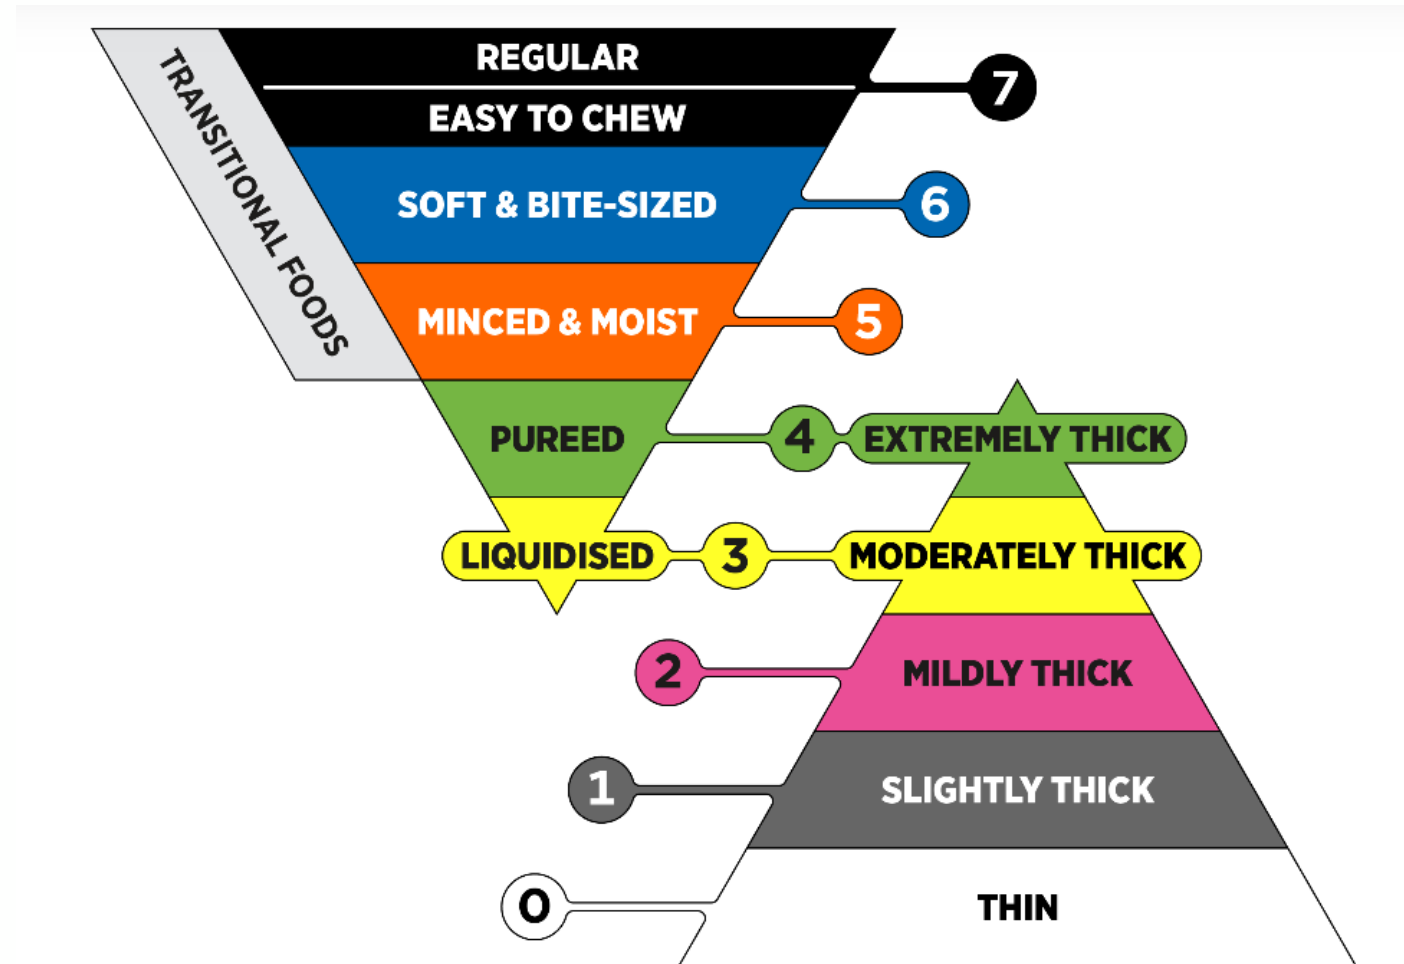 TRANSITIONAL FOODS
REGULAR
EASY TO CHEW
7
SOFT & BITE-SIZED
6
MINCED & MOIST
5
PUREED
4
EXTREMELY THICK
LIQUIDISED
3
MODERATELY THICK
2
MILDLY THICK
1
SLIGHTLY THICK
0
THIN